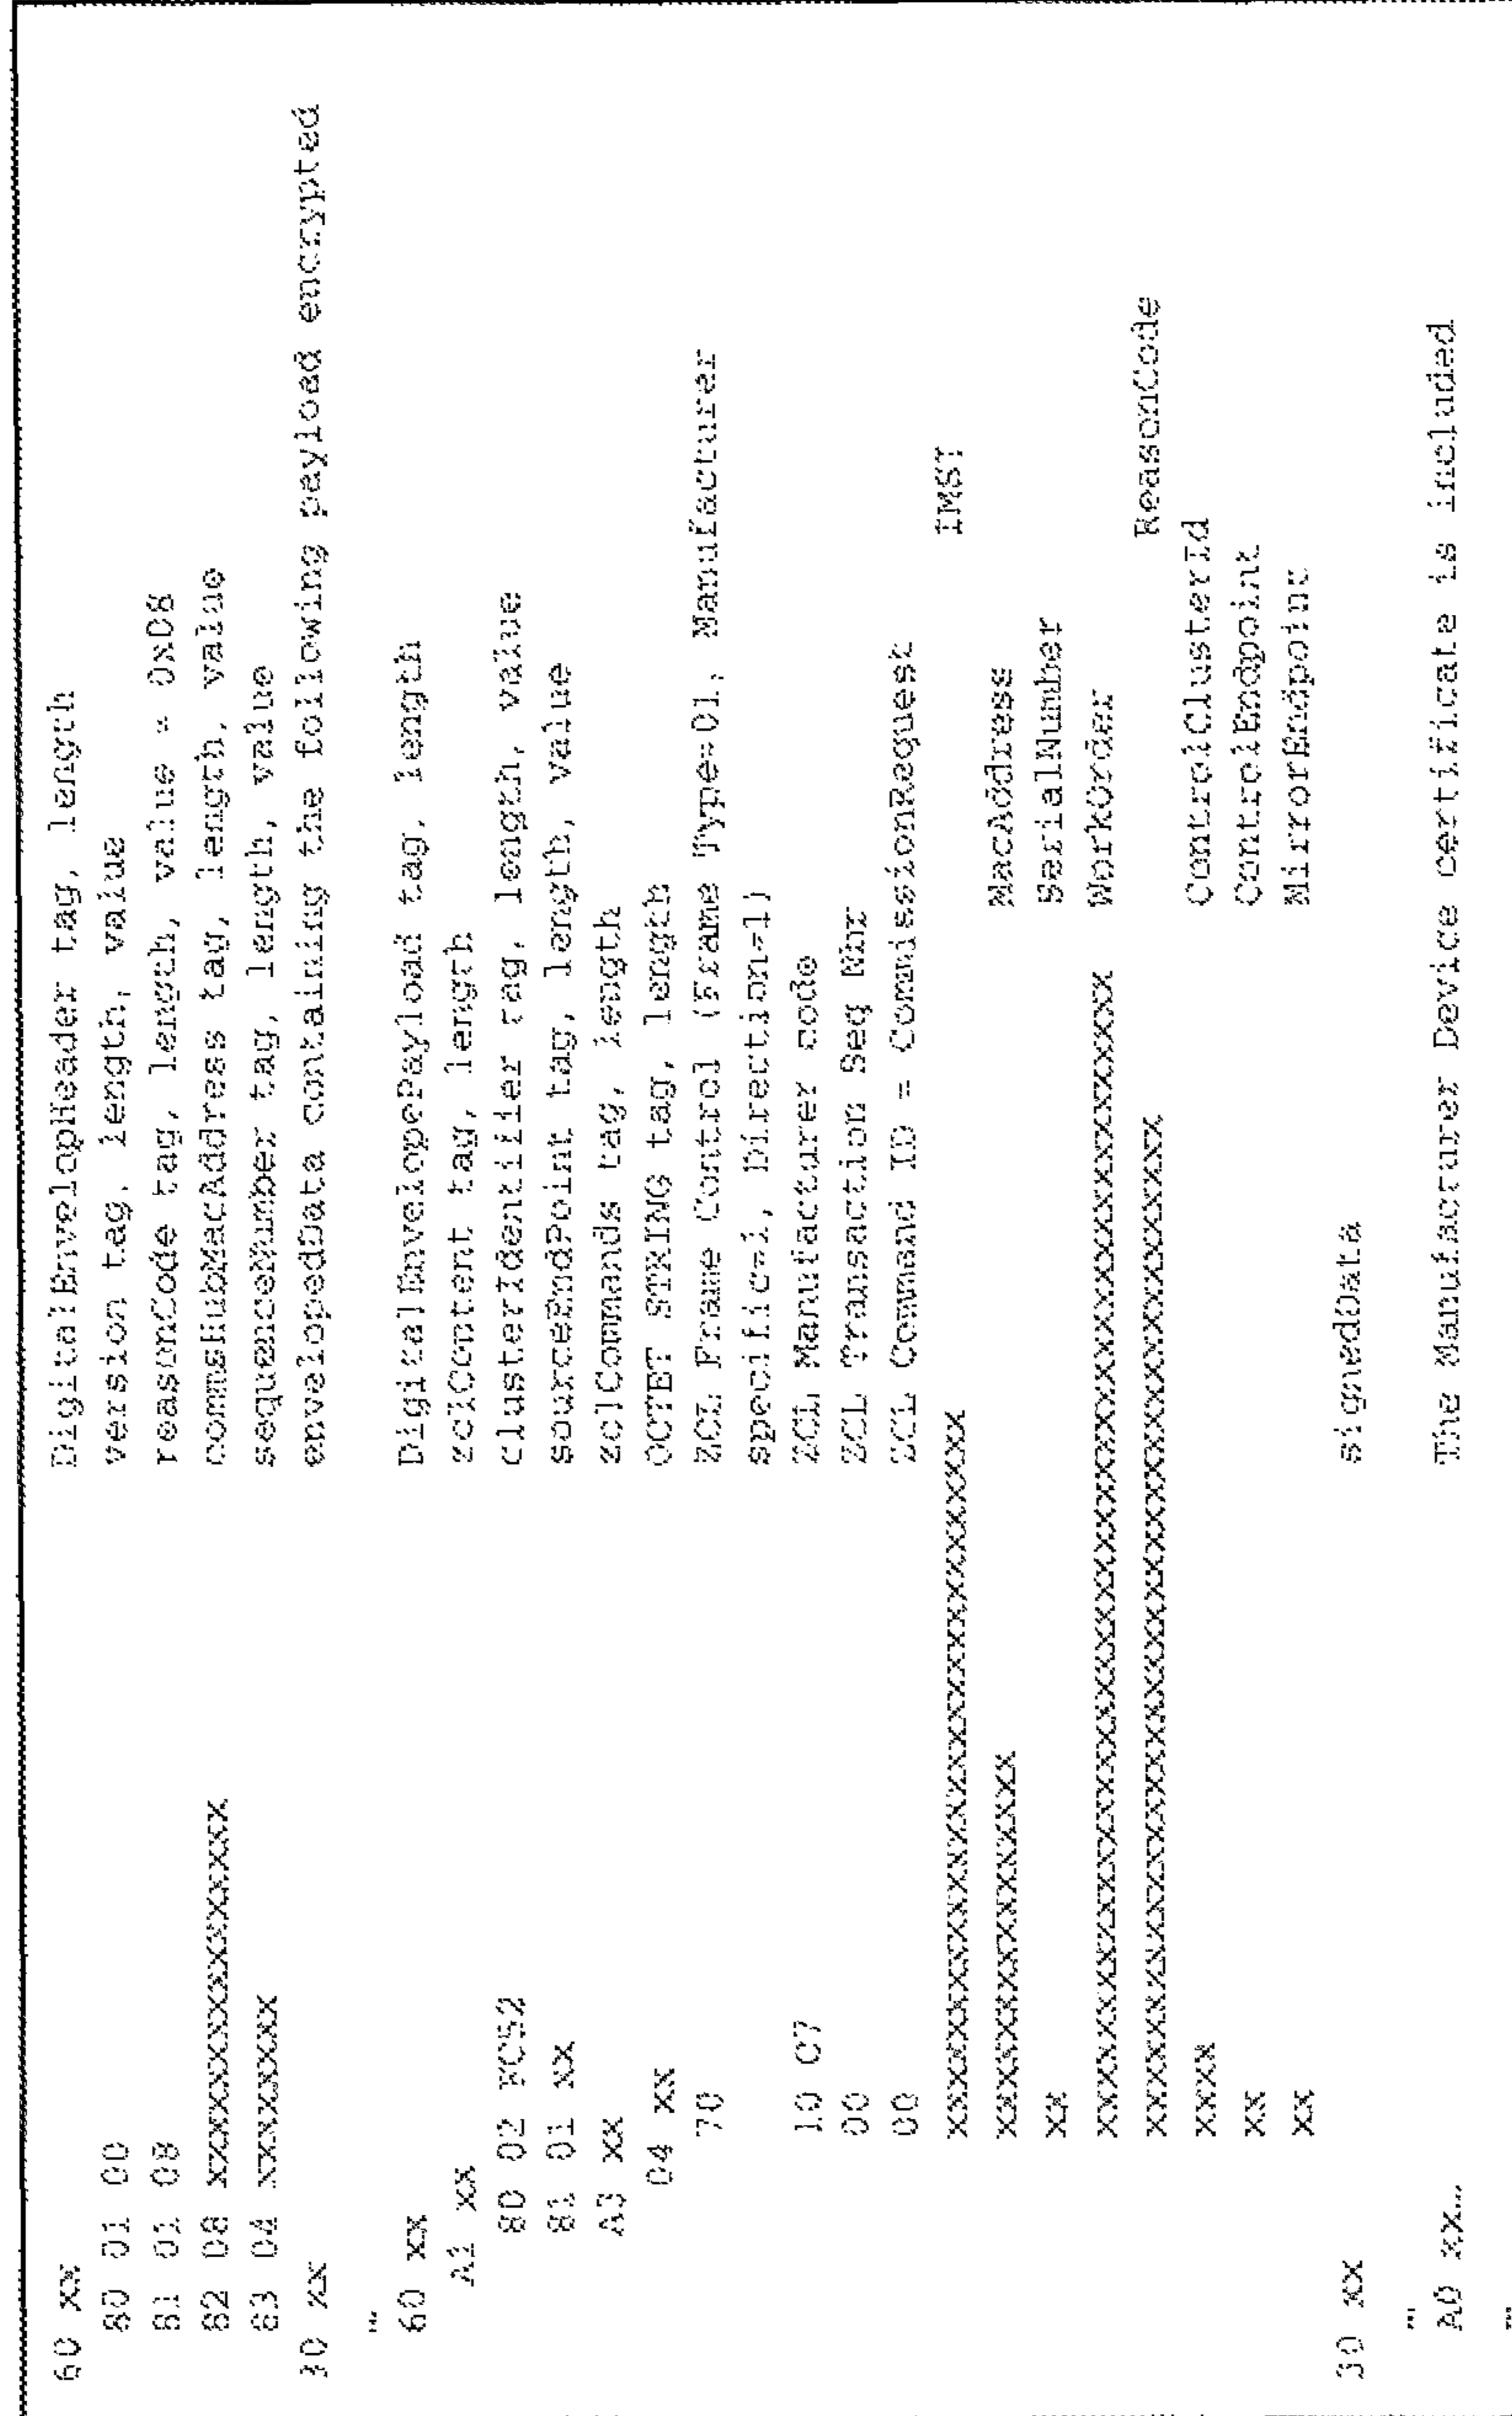 60 xx DigitalEnvelopHeader tag, length
80 01 00 version tag, length, value
81 01 08 reasonCode tag, length, value = 0x08
82 08 xxxxxxxxxxxxxxxx commsHubMacAddress tag, length, value
83 04 xxxxxxxx sequenceNumber tag, length, value
30 xx envelopedData containing the following payload encrypted
…
60 xx DigitalEnvelopePayload tag, length
A1 xx zclContent tag, length
80 02 FC52 clusterIdentifier tag, length, value
81 01 xx sourceEndPoint tag, length, value
A3 xx zclCommands tag, length
04 xx OCTET STRING tag, length
70 ZCL Frame Control (Frame Type=01, Manufacturer
specific=1, Direction=1)
10 C7 ZCL Manufacturer code
00 ZCL Transaction Seq Nbr
00 ZCL Command ID = CommissionRequest
IMST
MacAddress
xx SerialNumber
WorkOrder
ReasonCode
xxxx ControlClusterId
xx ControlEndpoint
xx MirrorEndpoint
30 xx signedData
…
A0 xx… The Manufacturer Device certificate is included
…